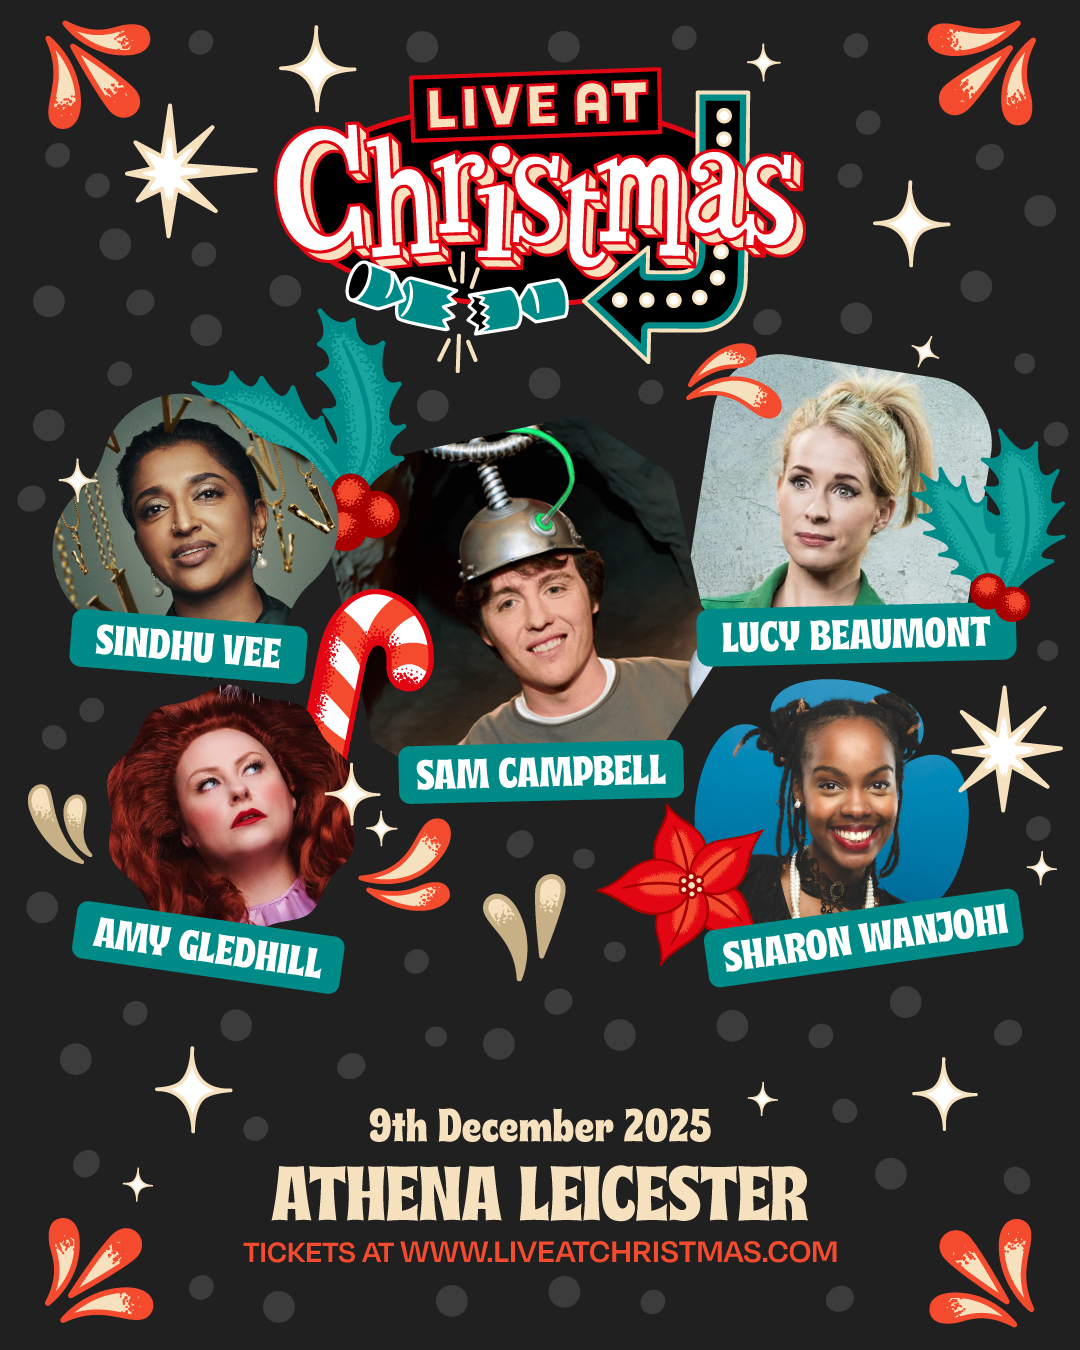 LIVE AT
Christmas
SINDHU VEE
LUCY BEAUMONT
SAM CAMPBELL
AMY GLEDHILL
SHARON WANJOHI
9th December 2025
ATHENA LEICESTER
TICKETS AT WWW.LIVEATCHRISTMAS.COM